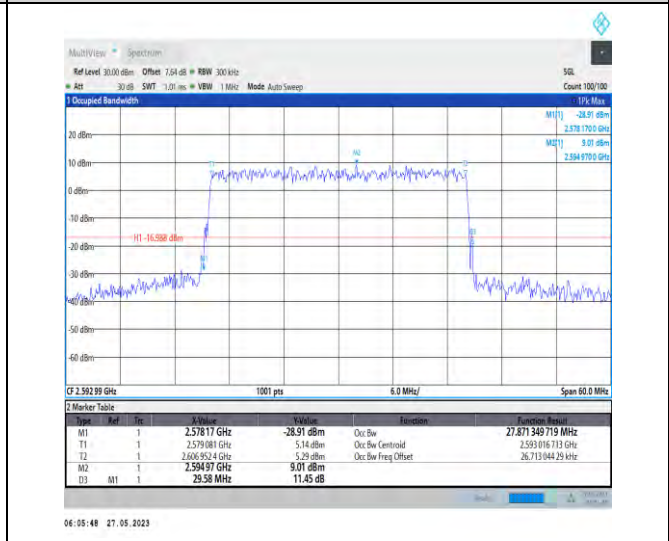 MultiView Spectrum
Ref Level 30.00 dBm Offset 7.64 dB RBW 300 kHz SGL
Att 30 dB SWT 1.01 ms VBW 1 MHz Mode Auto Sweep Count 100/100
1 Occupied Bandwidth 1Pk Max
M1[1] -28.91 dBm
2.578 1700 GHz
20 dBm M2[1] 9.01 dBm
2.594 9700 GHz
M2
10 dBm T1
0 dBm
-10 dBm
H1 -16.988 dBm
-20 dBm
M1
-30 dBm
-40 dBm
-50 dBm
-60 dBm
CF 2.592 99 GHz 1001 pts 6.0 MHz/ Span 60.0 MHz
2 Marker Table
Type Ref Trc X-Value Y-Value Function Function Result
M1 1 2.578 17 GHz -28.91 dBm Occ Bw 27.871 349 719 MHz
T1 1 2.579 081 GHz 5.14 dBm Occ Bw Centroid 2.593 016 713 GHz
T2 1 2.606 952 4 GHz 5.29 dBm Occ Bw Freq Offset 26.713 044 29 kHz
M2 1 2.594 97 GHz 9.01 dBm
D3 M1 1 29.58 MHz 11.45 dB
06:05:48 27.05.2023